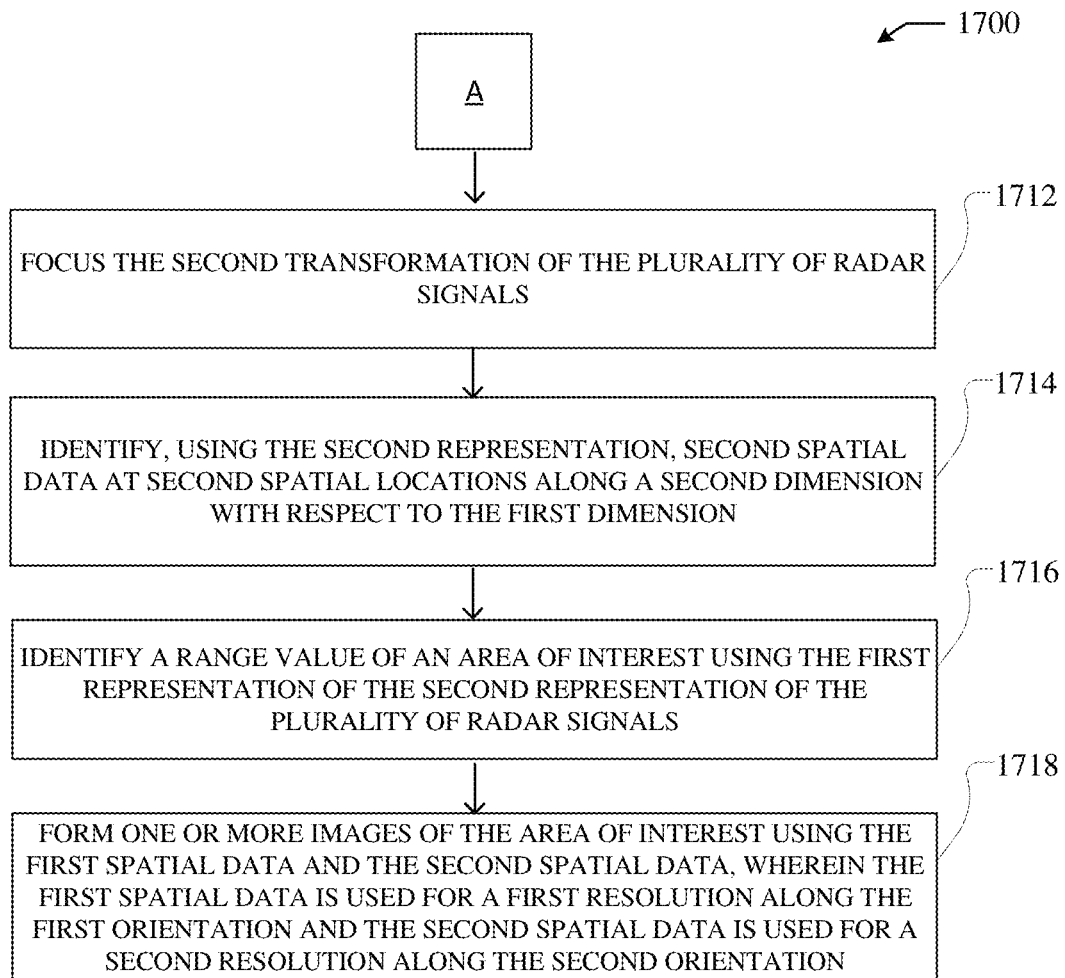 1700
A
1712
FOCUS THE SECOND TRANSFORMATION OF THE PLURALITY OF RADAR
SIGNALS
1714
IDENTIFY, USING THE SECOND REPRESENTATION, SECOND SPATIAL
DATA AT SECOND SPATIAL LOCATIONS ALONG A SECOND DIMENSION
WITH RESPECT TO THE FIRST DIMENSION
1716
IDENTIFY A RANGE VALUE OF AN AREA OF INTEREST USING THE FIRST
REPRESENTATION OF THE SECOND REPRESENTATION OF THE
PLURALITY OF RADAR SIGNALS
1718
FORM ONE OR MORE IMAGES OF THE AREA OF INTEREST USING THE
FIRST SPATIAL DATA AND THE SECOND SPATIAL DATA, WHEREIN THE
FIRST SPATIAL DATA IS USED FOR A FIRST RESOLUTION ALONG THE
FIRST ORIENTATION AND THE SECOND SPATIAL DATA IS USED FOR A
SECOND RESOLUTION ALONG THE SECOND ORIENTATION